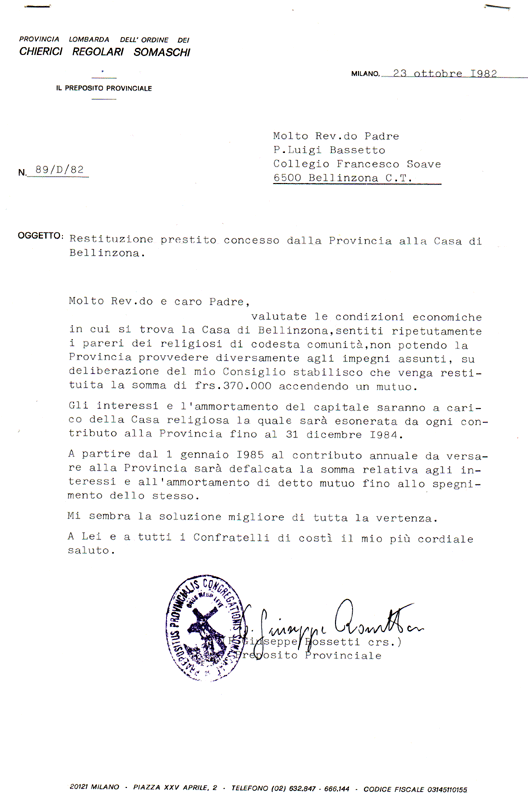 PROVINCIA LOMBARDA DELL'ORDINE DEI
CHIERICI REGOLARI SOMASCHI
IL PREPOSITO PROVINCIALE
MILANO, 23 ottobre I982
Molto Rev.do Padre
P.Luigi Bassetto
Collegio Francesco Soave
6500 Bellinzona C.T.
N. 89/D/82
OGGETTO: Restituzione prestito concesso dalla Provincia alla Casa di
Bellinzona.
Molto Rev.do e caro Padre,
valutate le condizioni economiche
in cui si trova la Casa di Bellinzona,sentiti ripetutamente
i pareri dei religiosi di codesta comunità,non potendo la
Provincia provvedere diversamente agli impegni assunti, su
deliberazione del mio Consiglio stabilisco che venga resti-
tuita la somma di frs.370.000 accendendo un mutuo.
Gli interessi e l'ammortamento del capitale saranno a cari-
co della Casa religiosa la quale sarà esonerata da ogni con-
tributo alla Provincia fino al 31 dicembre I984.
A partire dal 1 gennaio I985 al contributo annuale da versa-
re alla Provincia sarà defalcata la somma relativa agli in-
teressi e all'ammortamento di detto mutuo fino allo spegni-
mento dello stesso.
Mi sembra la soluzione migliore di tutta la vertenza.
A Lei e a tutti i Confratelli di costì il mio più cordiale
saluto.
PRAEPOSITUS PROVINCIALIS CONGREGATIONIS
Giuseppe Rossetti
Giuseppe Rossetti crs.)
Preposito Provinciale
20121 MILANO - PIAZZA XXV APRILE, 2 - TELEFONO (02) 632.847 - 666.144 - CODICE FISCALE 03145110155